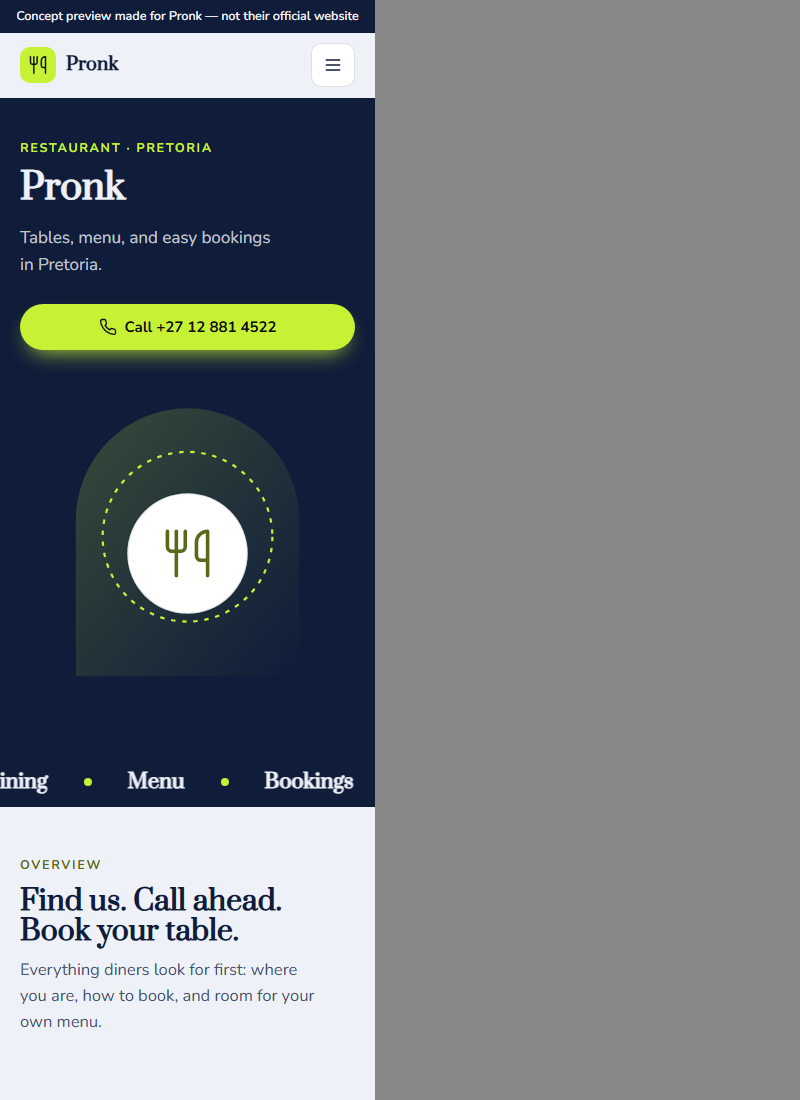 Concept preview made for Pronk — not their official website
Pronk
RESTAURANT · PRETORIA
Pronk
Tables, menu, and easy bookings
in Pretoria.
Call +27 12 881 4522
ining • Menu • Bookings
OVERVIEW
Find us. Call ahead.
Book your table.
Everything diners look for first: where
you are, how to book, and room for your
own menu.